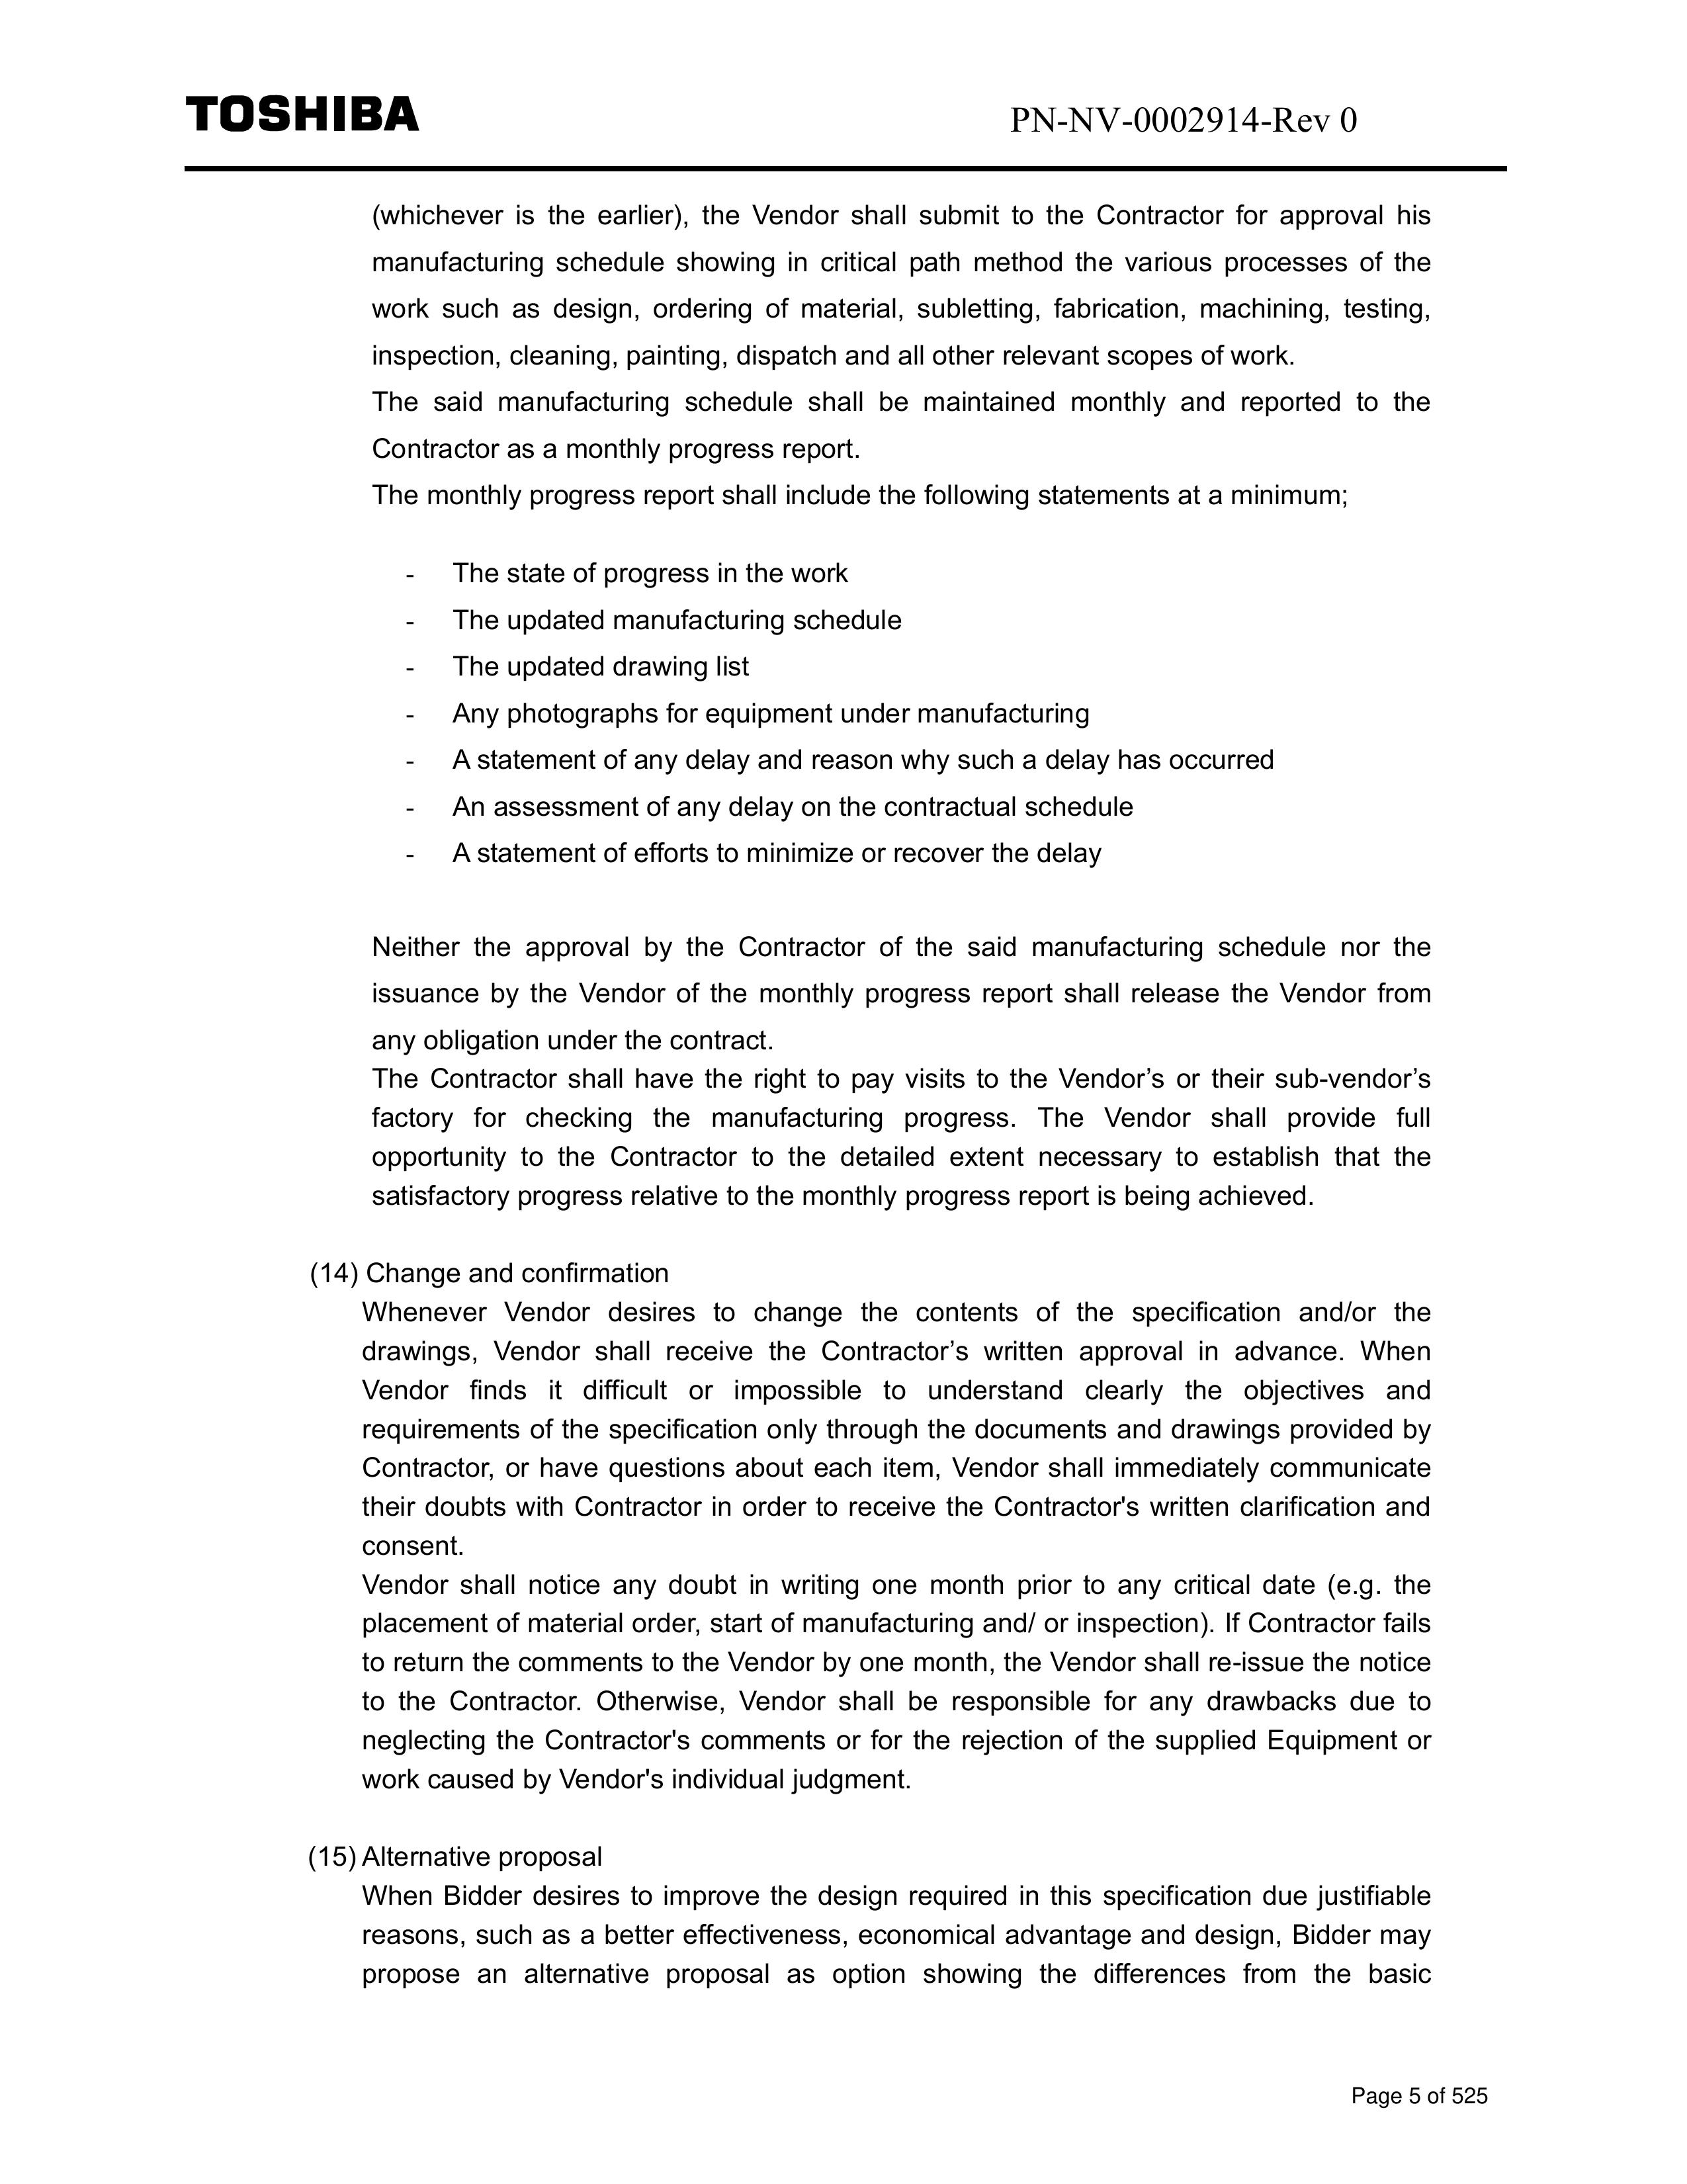 TOSHIBA
PN-NV-0002914-Rev 0
(whichever is the earlier), the Vendor shall submit to the Contractor for approval his
manufacturing schedule showing in critical path method the various processes of the
work such as design, ordering of material, subletting, fabrication, machining, testing,
inspection, cleaning, painting, dispatch and all other relevant scopes of work.
The said manufacturing schedule shall be maintained monthly and reported to the
Contractor as a monthly progress report.
The monthly progress report shall include the following statements at a minimum;
- The state of progress in the work
- The updated manufacturing schedule
- The updated drawing list
- Any photographs for equipment under manufacturing
- A statement of any delay and reason why such a delay has occurred
- An assessment of any delay on the contractual schedule
- A statement of efforts to minimize or recover the delay
Neither the approval by the Contractor of the said manufacturing schedule nor the
issuance by the Vendor of the monthly progress report shall release the Vendor from
any obligation under the contract.
The Contractor shall have the right to pay visits to the Vendor’s or their sub-vendor’s
factory for checking the manufacturing progress. The Vendor shall provide full
opportunity to the Contractor to the detailed extent necessary to establish that the
satisfactory progress relative to the monthly progress report is being achieved.
(14) Change and confirmation
Whenever Vendor desires to change the contents of the specification and/or the
drawings, Vendor shall receive the Contractor’s written approval in advance. When
Vendor finds it difficult or impossible to understand clearly the objectives and
requirements of the specification only through the documents and drawings provided by
Contractor, or have questions about each item, Vendor shall immediately communicate
their doubts with Contractor in order to receive the Contractor's written clarification and
consent.
Vendor shall notice any doubt in writing one month prior to any critical date (e.g. the
placement of material order, start of manufacturing and/ or inspection). If Contractor fails
to return the comments to the Vendor by one month, the Vendor shall re-issue the notice
to the Contractor. Otherwise, Vendor shall be responsible for any drawbacks due to
neglecting the Contractor's comments or for the rejection of the supplied Equipment or
work caused by Vendor's individual judgment.
(15) Alternative proposal
When Bidder desires to improve the design required in this specification due justifiable
reasons, such as a better effectiveness, economical advantage and design, Bidder may
propose an alternative proposal as option showing the differences from the basic
Page 5 of 525